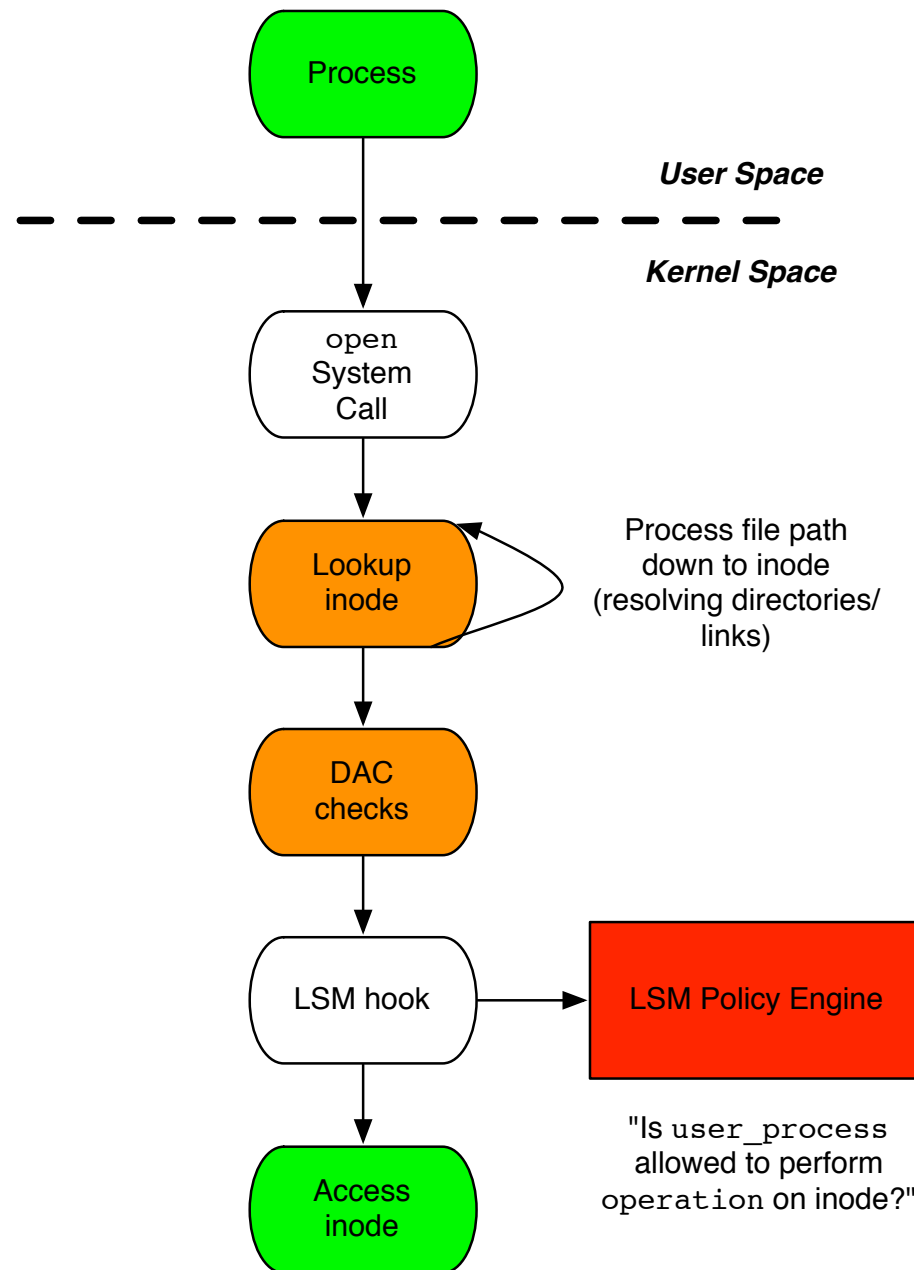 Process
User Space
Kernel Space
open
System
Call
Lookup
inode
Process file path
down to inode
(resolving directories/
links)
DAC
checks
LSM hook
LSM Policy Engine
"Is user_process
allowed to perform
operation on inode?"
Access
inode